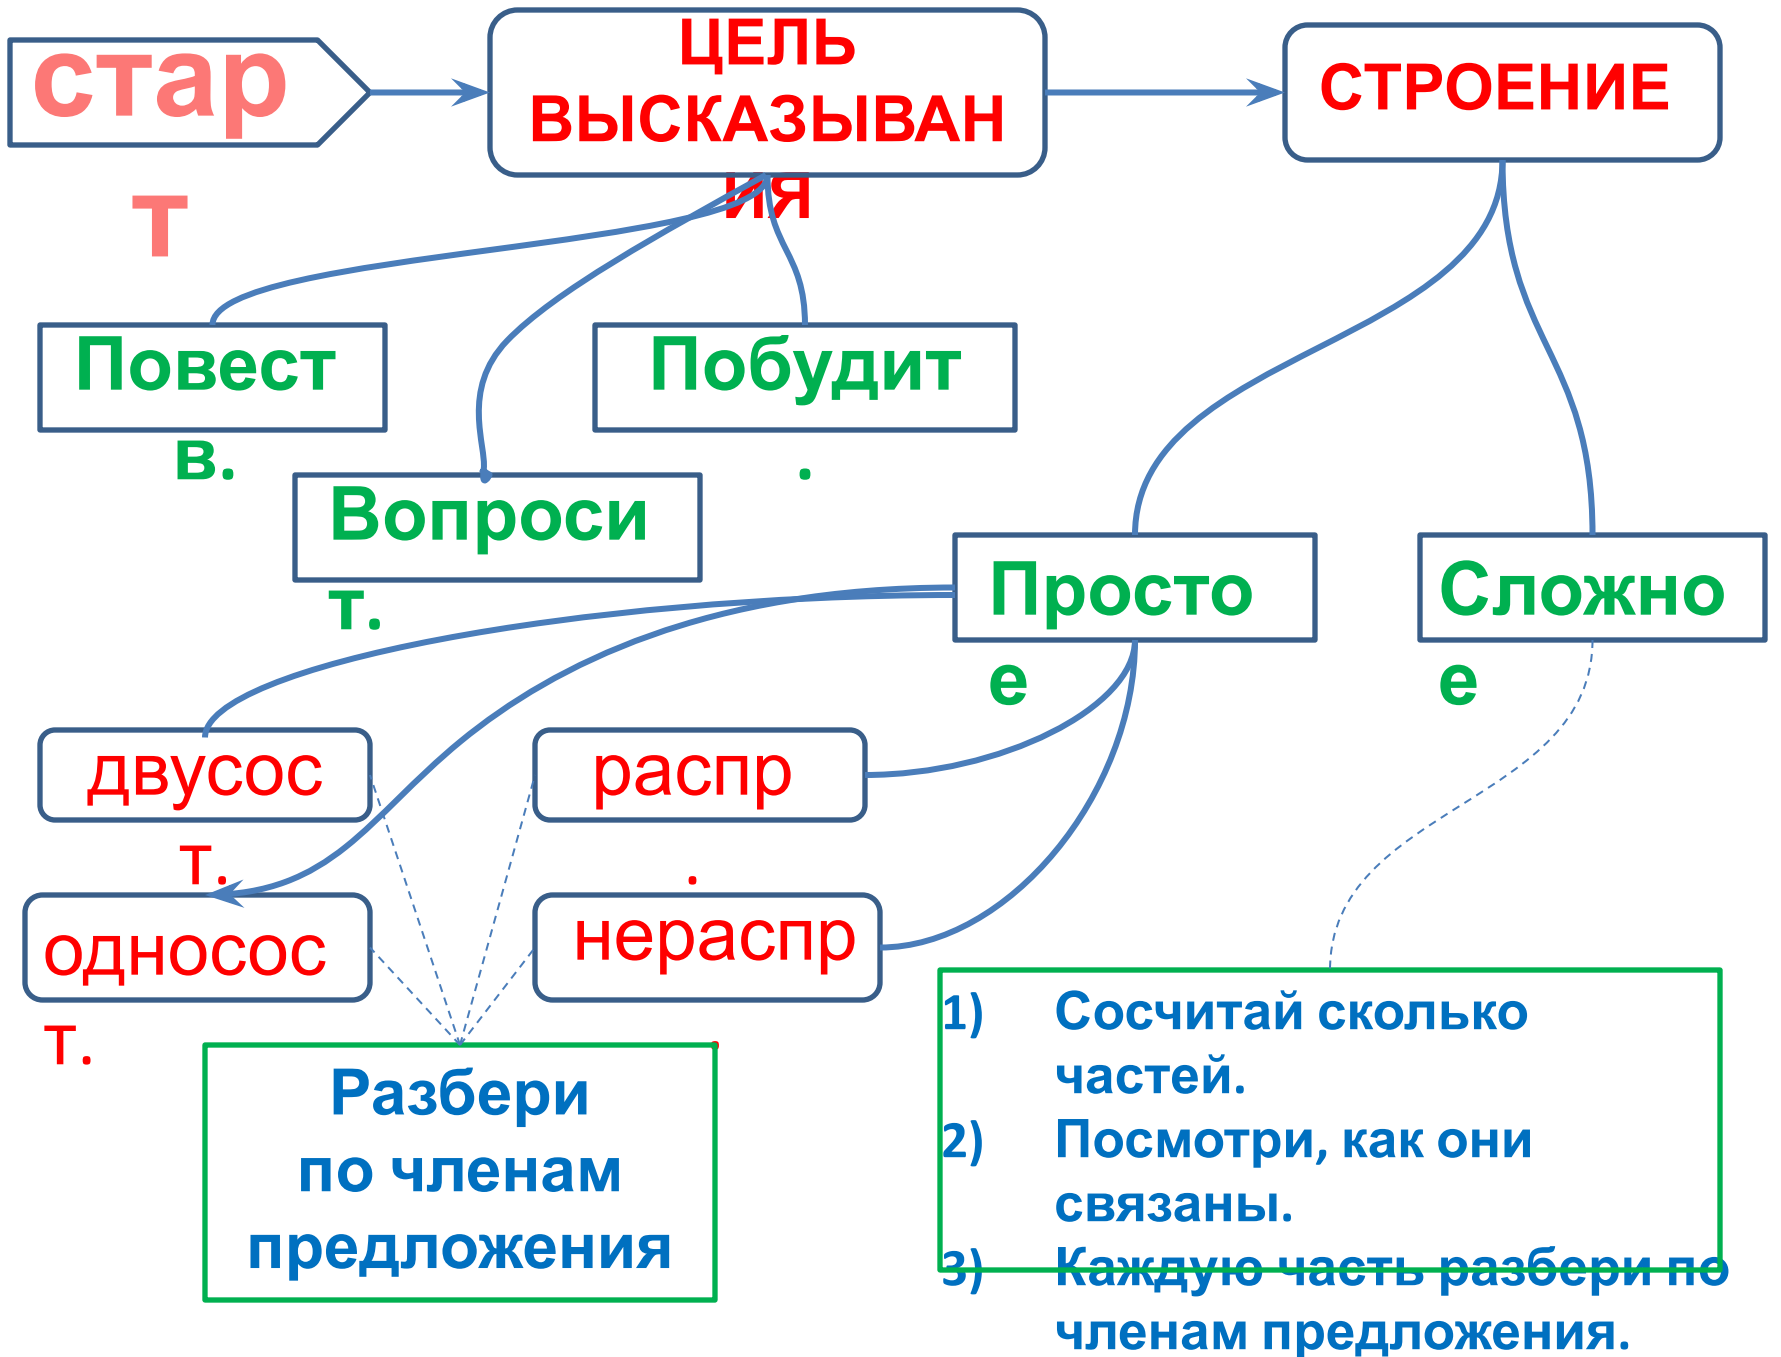 стар
т
ЦЕЛЬ
ВЫСКАЗЫВАН
ИЯ
СТРОЕНИЕ
Повест
в.
Побудит
.
Вопроси
т.
Просто
е
Сложно
е
двусос
т.
распр
.
односос
т.
нераспр
.
Разбери
по членам
предложения
1) Сосчитай сколько
частей.
2) Посмотри, как они
связаны.
3) Каждую часть разбери по
членам предложения.